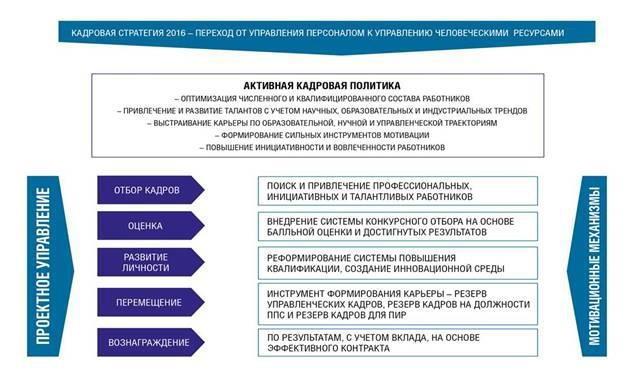 КАДРОВАЯ СТРАТЕГИЯ 2016 – ПЕРЕХОД ОТ УПРАВЛЕНИЯ ПЕРСОНАЛОМ К УПРАВЛЕНИЮ ЧЕЛОВЕЧЕСКИМИ РЕСУРСАМИ
АКТИВНАЯ КАДРОВАЯ ПОЛИТИКА
– ОПТИМИЗАЦИЯ ЧИСЛЕННОГО И КВАЛИФИЦИРОВАННОГО СОСТАВА РАБОТНИКОВ
– ПРИВЛЕЧЕНИЕ И РАЗВИТИЕ ТАЛАНТОВ С УЧЕТОМ НАУЧНЫХ, ОБРАЗОВАТЕЛЬНЫХ И ИНДУСТРИАЛЬНЫХ ТРЕНДОВ
– ВЫСТРАИВАНИЕ КАРЬЕРЫ ПО ОБРАЗОВАТЕЛЬНОЙ, НУЧНОЙ И УПРАВЛЕНЧЕСКОЙ ТРАЕКТОРИЯМ
– ФОРМИРОВАНИЕ СИЛЬНЫХ ИНСТРУМЕНТОВ МОТИВАЦИИ
– ПОВЫШЕНИЕ ИНИЦИАТИВНОСТИ И ВОВЛЕЧЕННОСТИ РАБОТНИКОВ
ПРОЕКТНОЕ УПРАВЛЕНИЕ
ОТБОР КАДРОВ
ПОИСК И ПРИВЛЕЧЕНИЕ ПРОФЕССИОНАЛЬНЫХ,
ИНИЦИАТИВНЫХ И ТАЛАНТЛИВЫХ РАБОТНИКОВ
ОЦЕНКА
ВНЕДРЕНИЕ СИСТЕМЫ КОНКУРСНОГО ОТБОРА НА ОСНОВЕ
БАЛЛЬНОЙ ОЦЕНКИ И ДОСТИГНУТЫХ РЕЗУЛЬТАТОВ
РАЗВИТИЕ
ЛИЧНОСТИ
РЕФОРМИРОВАНИЕ СИСТЕМЫ ПОВЫШЕНИЯ
КВАЛИФИКАЦИИ, СОЗДАНИЕ ИННОВАЦИОННОЙ СРЕДЫ
ПЕРЕМЕЩЕНИЕ
ИНСТРУМЕНТ ФОРМИРОВАНИЯ КАРЬЕРЫ – РЕЗЕРВ
УПРАВЛЕНЧЕСКИХ КАДРОВ, РЕЗЕРВ КАДРОВ НА ДОЛЖНОСТИ
ППС И РЕЗЕРВ КАДРОВ ДЛЯ ПИР
ВОЗНАГРАЖДЕНИЕ
ПО РЕЗУЛЬТАТАМ, С УЧЕТОМ ВКЛАДА, НА ОСНОВЕ
ЭФФЕКТИВНОГО КОНТРАКТА
МОТИВАЦИОННЫЕ МЕХАНИЗМЫ